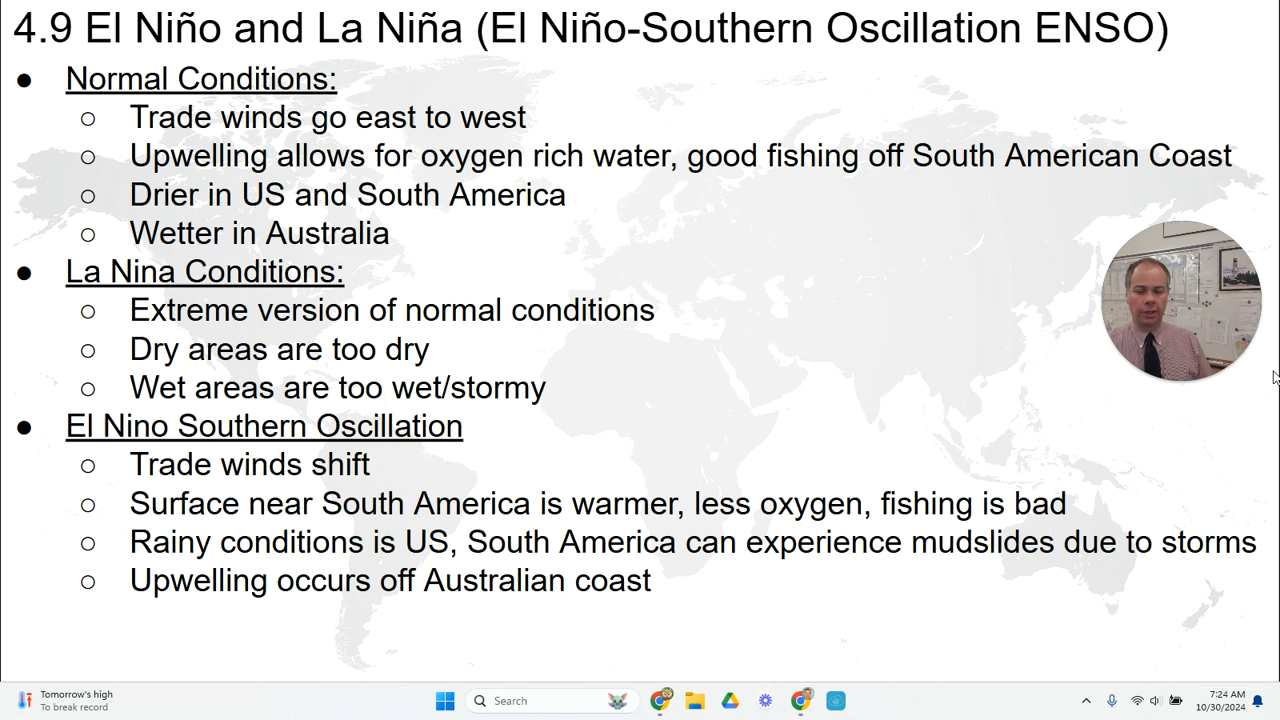 4.9 El Niño and La Niña (El Niño-Southern Oscillation ENSO)
● Normal Conditions:
○ Trade winds go east to west
○ Upwelling allows for oxygen rich water, good fishing off South American Coast
○ Drier in US and South America
○ Wetter in Australia
● La Nina Conditions:
○ Extreme version of normal conditions
○ Dry areas are too dry
○ Wet areas are too wet/stormy
● El Nino Southern Oscillation
○ Trade winds shift
○ Surface near South America is warmer, less oxygen, fishing is bad
○ Rainy conditions is US, South America can experience mudslides due to storms
○ Upwelling occurs off Australian coast
Tomorrow's high
To break record
Search
7:24 AM
10/30/2024